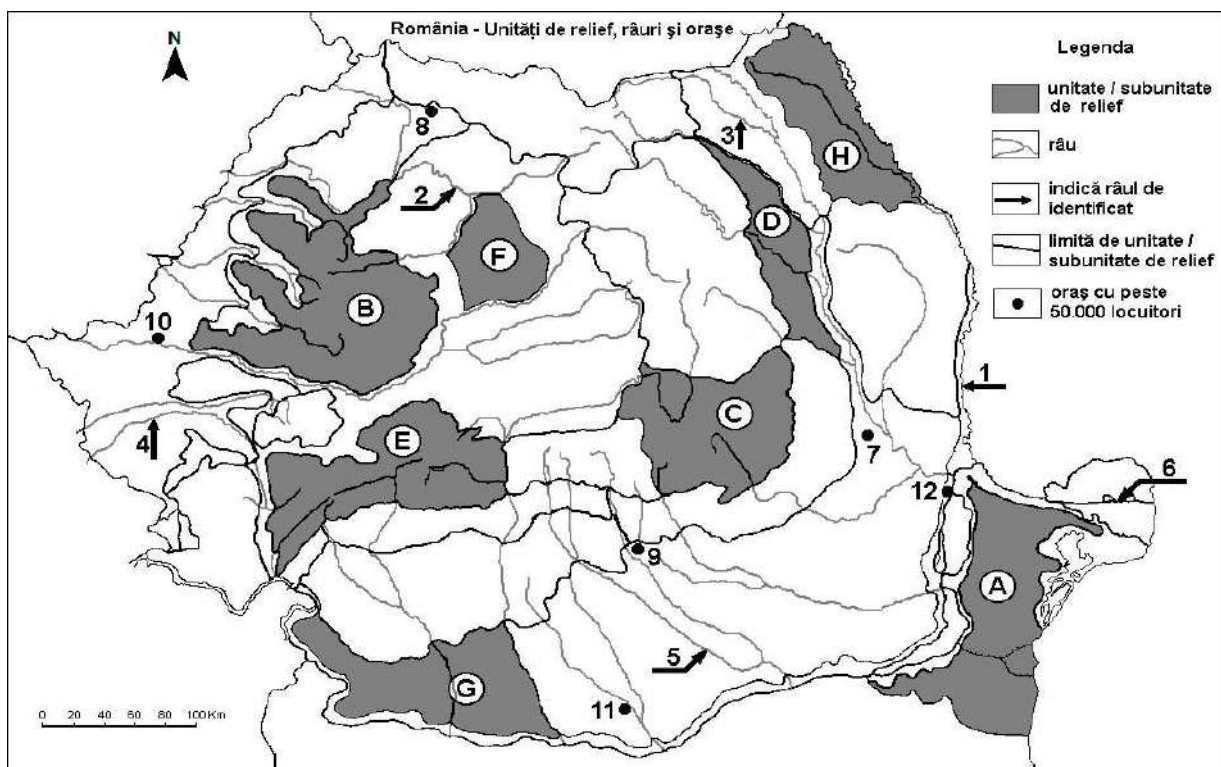 România - Unități de relief, râuri și orașe
N
Legenda
unitate / subunitate
de relief
râu
indică râul de
identificat
limită de unitate /
subunitate de relief
oraș cu peste
50.000 locuitori
8
3
H
2
D
F
B
10
1
C
4
E
7
6
12
9
A
5
G
11
0 20 40 60 80 100 Km